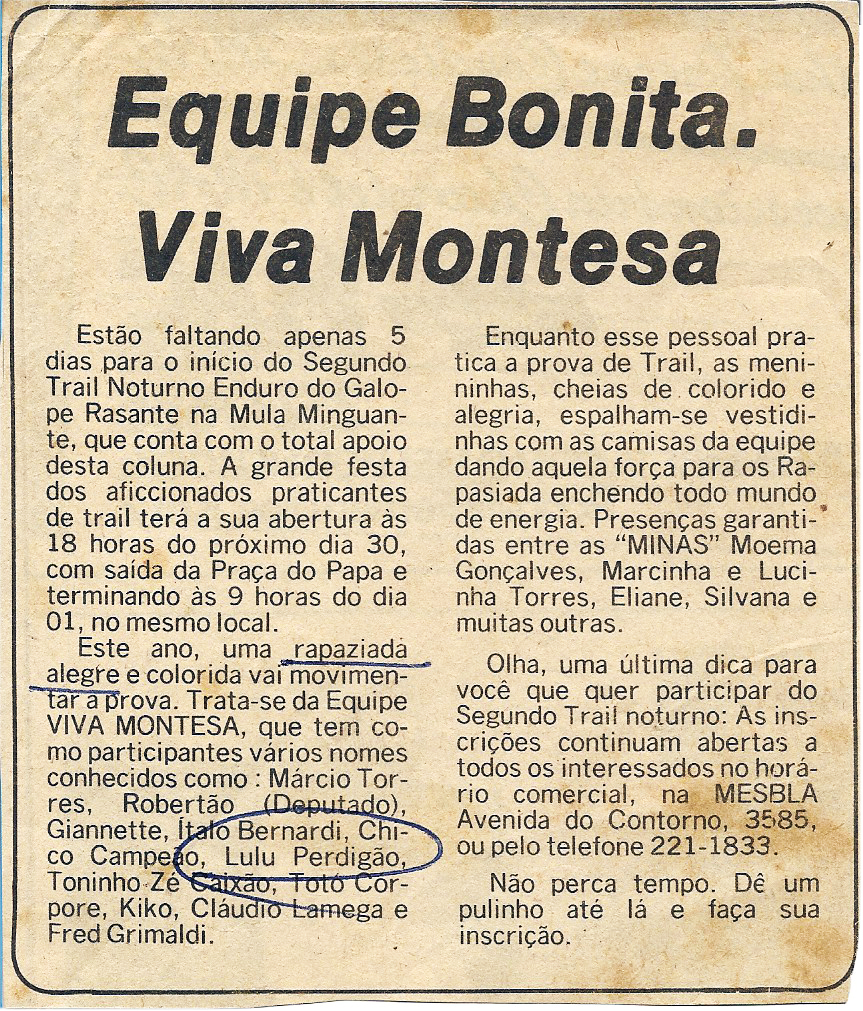 Equipe Bonita.
Viva Montesa
Estão faltando apenas 5
dias para o início do Segundo
Trail Noturno Enduro do Galo-
pe Rasante na Mula Minguan-
te, que conta com o total apoio
desta coluna. A grande festa
dos aficcionados praticantes
de trail terá a sua abertura às
18 horas do próximo dia 30,
com saída da Praça do Papa e
terminando às 9 horas do dia
01, no mesmo local.
Este ano, uma rapaziada
alegre e colorida vai movimen-
tar a prova. Trata-se da Equipe
VIVA MONTESA, que tem co-
mo participantes vários nomes
conhecidos como : Márcio Tor-
res, Robertão (Deputado),
Giannette, Ítalo Bernardi, Chi-
co Campeão, Lulu Perdigão,
Toninho Zé Caixão, Totó Cor-
pore, Kiko, Cláudio Lamega e
Fred Grimaldi.
Enquanto esse pessoal pra-
tica a prova de Trail, as meni-
ninhas, cheias de colorido e
alegria, espalham-se vestidi-
nhas com as camisas da equipe
dando aquela força para os Ra-
pasiada enchendo todo mundo
de energia. Presenças garanti-
das entre as “MINAS” Moema
Gonçalves, Marcinha e Luci-
nha Torres, Eliane, Silvana e
muitas outras.
Olha, uma última dica para
você que quer participar do
Segundo Trail noturno: As ins-
crições continuam abertas a
todos os interessados no horá-
rio comercial, na MESBLA
Avenida do Contorno, 3585,
ou pelo telefone 221-1833.
Não perca tempo. Dê um
pulinho até lá e faça sua
inscrição.